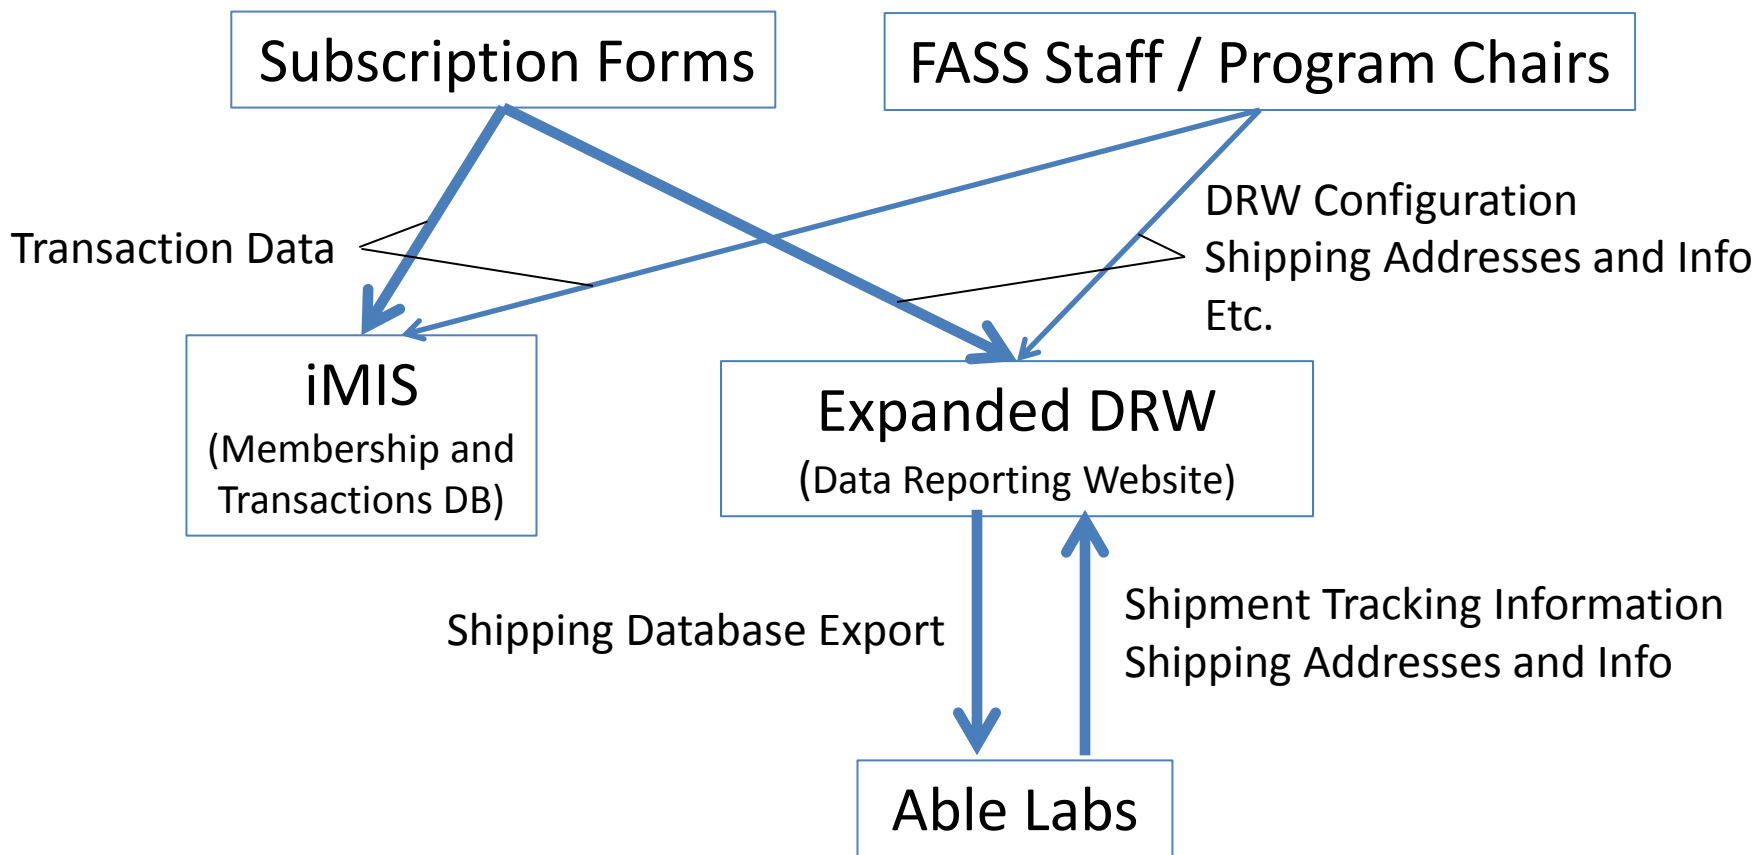 Subscription Forms
FASS Staff / Program Chairs
Transaction Data
DRW Configuration
Shipping Addresses and Info
Etc.
iMIS
(Membership and
Transactions DB)
Expanded DRW
(Data Reporting Website)
Shipping Database Export
Shipment Tracking Information
Shipping Addresses and Info
Able Labs